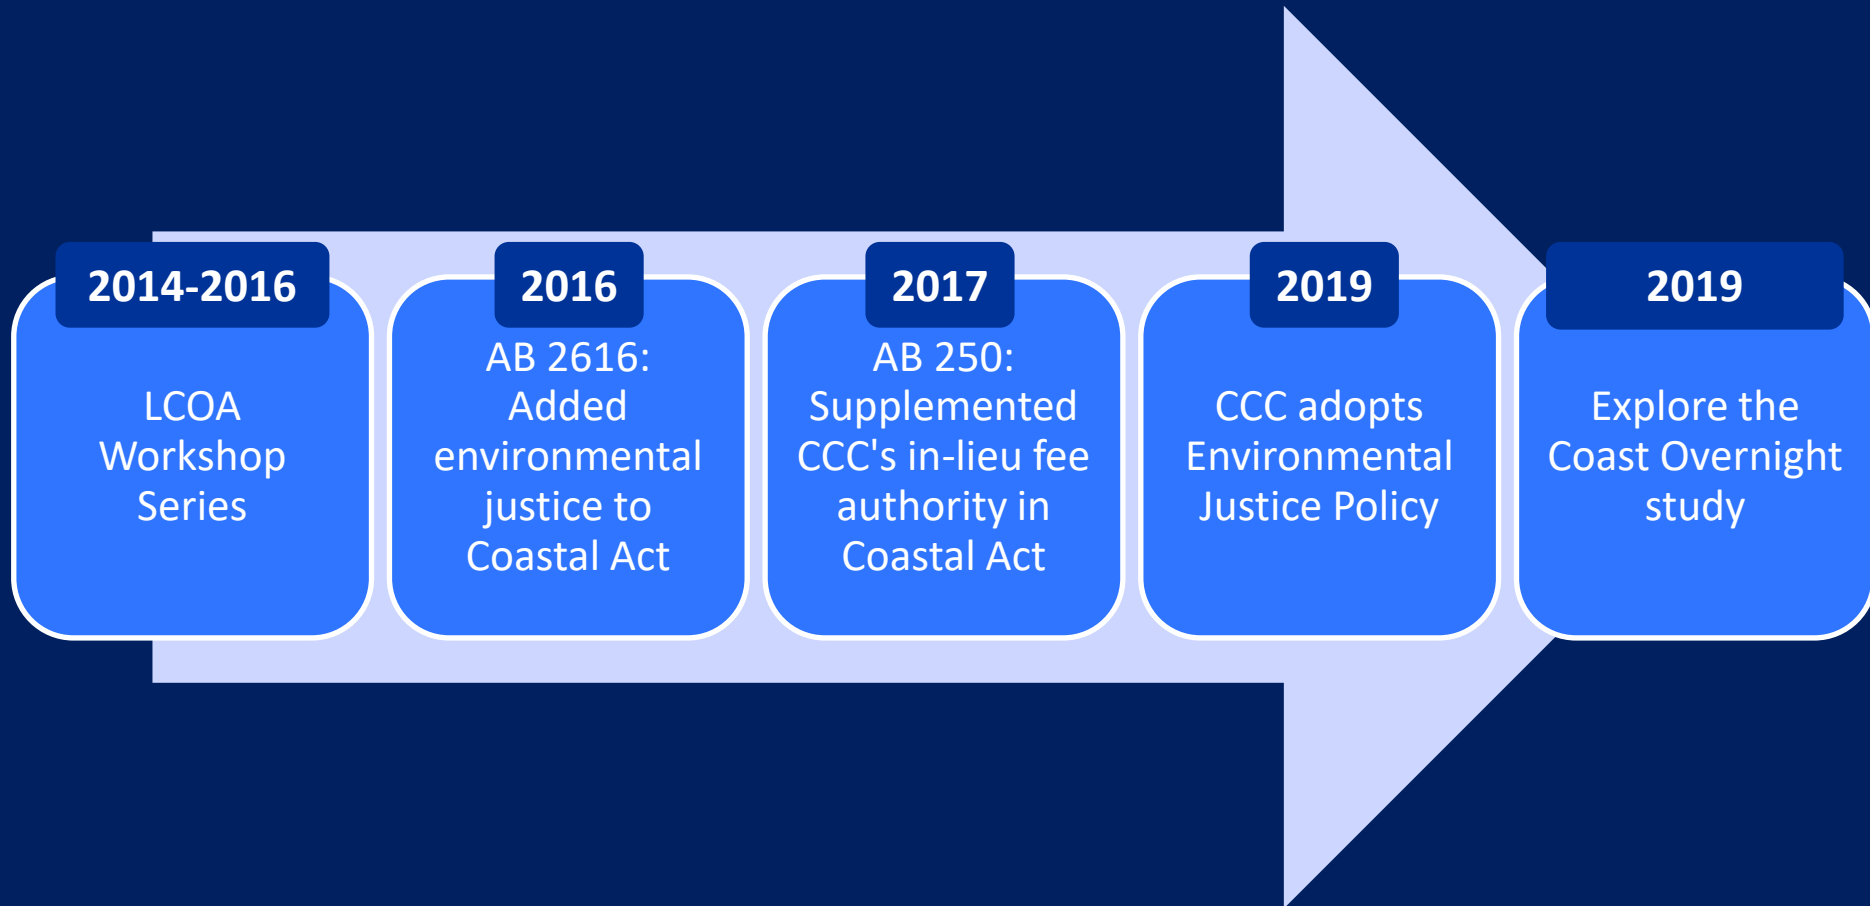 2014-2016
LCOA
Workshop
Series
2016
AB 2616:
Added
environmental
justice to
Coastal Act
2017
AB 250:
Supplemented
CCC's in-lieu fee
authority in
Coastal Act
2019
CCC adopts
Environmental
Justice Policy
2019
Explore the
Coast Overnight
study